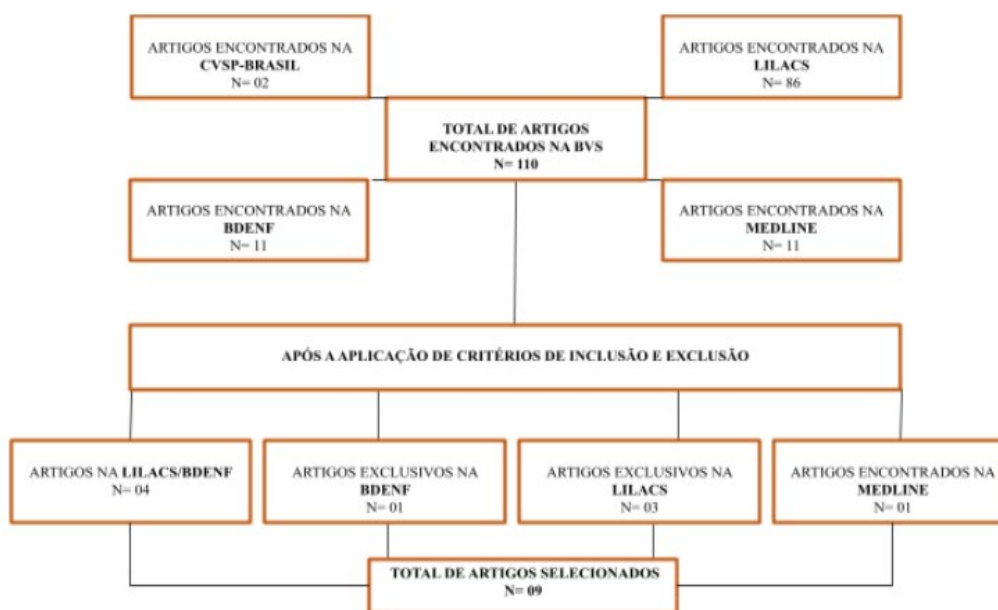 ARTIGOS ENCONTRADOS NA
CVSP-BRASIL
N= 02
ARTIGOS ENCONTRADOS NA
LILACS
N= 86
TOTAL DE ARTIGOS
ENCONTRADOS NA BVS
N= 110
ARTIGOS ENCONTRADOS NA
BDENF
N= 11
ARTIGOS ENCONTRADOS NA
MEDLINE
N= 11
APÓS A APLICAÇÃO DE CRITÉRIOS DE INCLUSÃO E EXCLUSÃO
ARTIGOS NA LILACS/BDENF
N= 04
ARTIGOS EXCLUSIVOS NA
BDENF
N= 01
ARTIGOS EXCLUSIVOS NA
LILACS
N= 03
ARTIGOS ENCONTRADOS NA
MEDLINE
N= 01
TOTAL DE ARTIGOS SELECIONADOS
N= 09